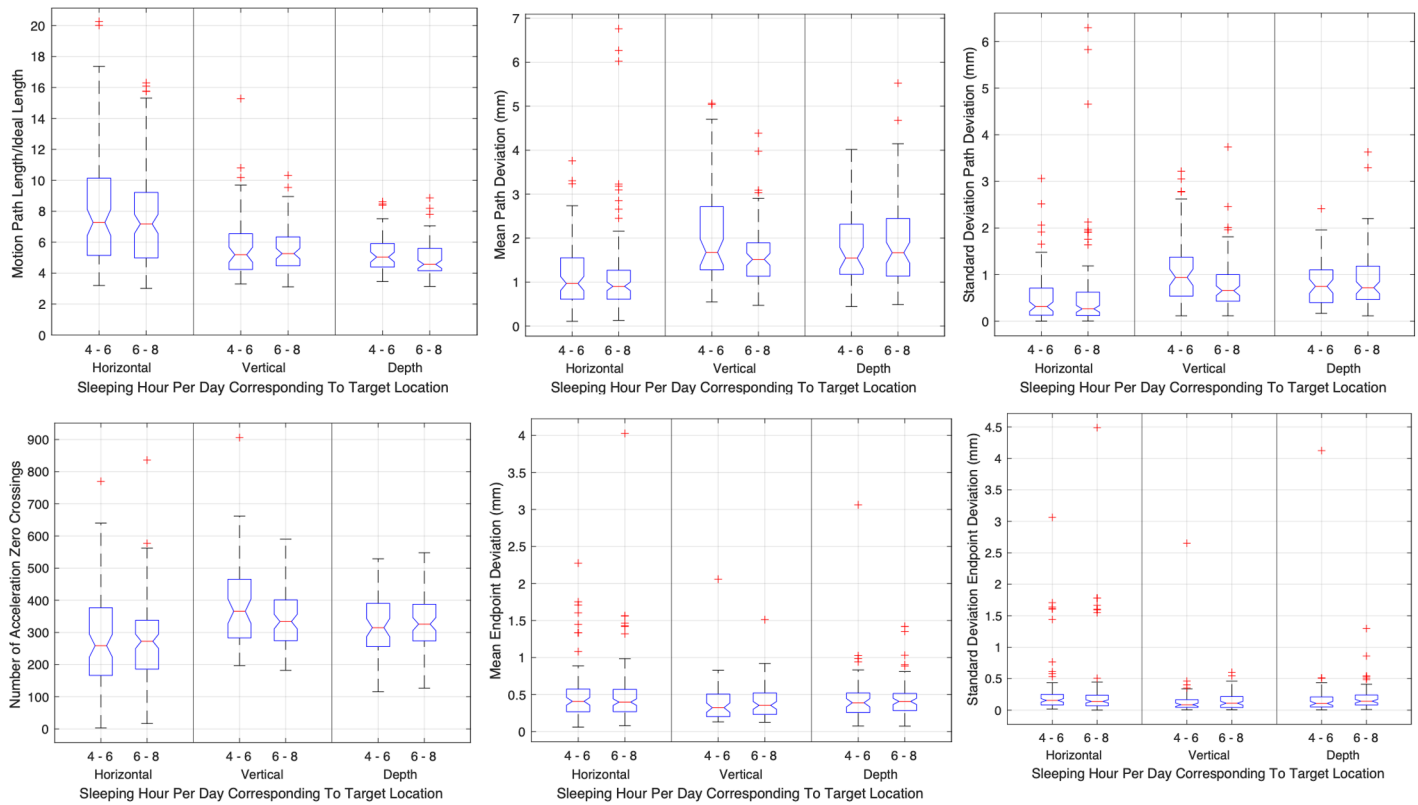 Motion Path Length/Ideal Length
20
18
16
14
12
10
8
6
4
2
0
4 - 6 6 - 8 4 - 6 6 - 8 4 - 6 6 - 8
Horizontal Vertical Depth
Sleeping Hour Per Day Corresponding To Target Location
Mean Path Deviation (mm)
7
6
5
4
3
2
1
0
4 - 6 6 - 8 4 - 6 6 - 8 4 - 6 6 - 8
Horizontal Vertical Depth
Sleeping Hour Per Day Corresponding To Target Location
Standard Deviation Path Deviation (mm)
6
5
4
3
2
1
0
4 - 6 6 - 8 4 - 6 6 - 8 4 - 6 6 - 8
Horizontal Vertical Depth
Sleeping Hour Per Day Corresponding To Target Location
Number of Acceleration Zero Crossings
900
800
700
600
500
400
300
200
100
0
4 - 6 6 - 8 4 - 6 6 - 8 4 - 6 6 - 8
Horizontal Vertical Depth
Sleeping Hour Per Day Corresponding To Target Location
Mean Endpoint Deviation (mm)
4
3.5
3
2.5
2
1.5
1
0.5
0
4 - 6 6 - 8 4 - 6 6 - 8 4 - 6 6 - 8
Horizontal Vertical Depth
Sleeping Hour Per Day Corresponding To Target Location
Standard Deviation Endpoint Deviation (mm)
4.5
4
3.5
3
2.5
2
1.5
1
0.5
0
4 - 6 6 - 8 4 - 6 6 - 8 4 - 6 6 - 8
Horizontal Vertical Depth
Sleeping Hour Per Day Corresponding To Target Location